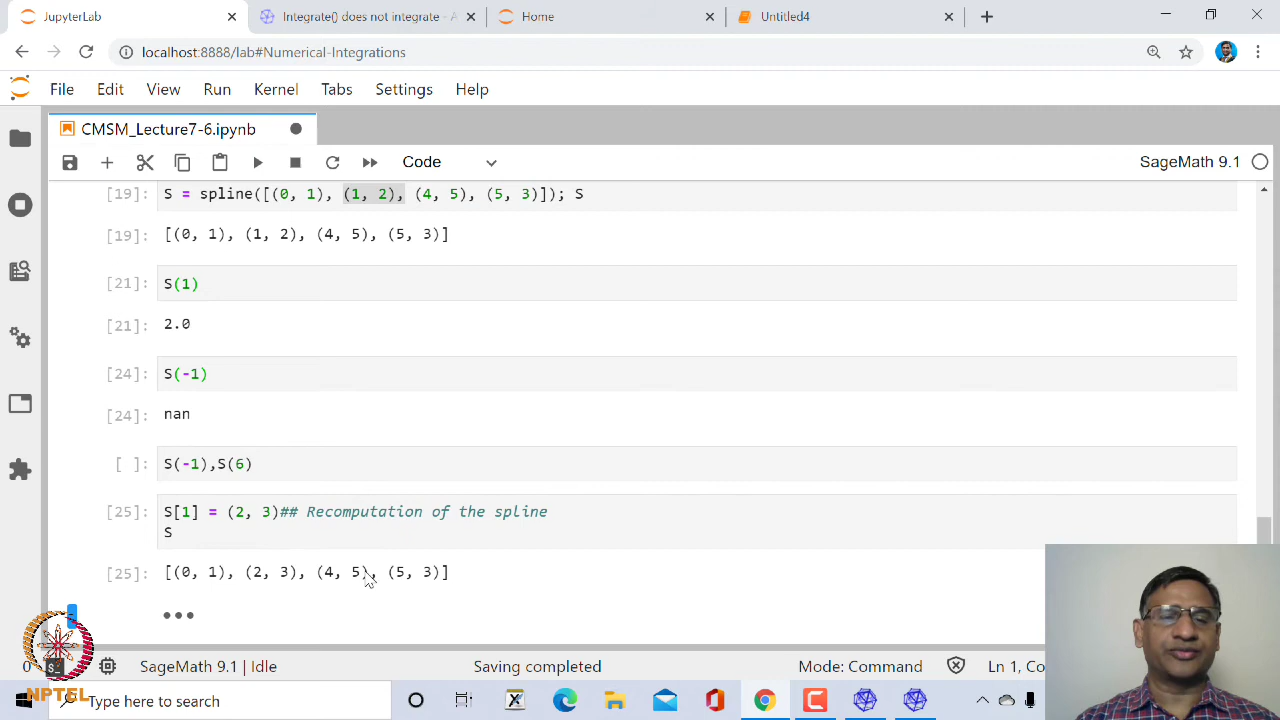 JupyterLab
Integrate() does not integrate - A
Home
Untitled4
localhost:8888/lab#Numerical-Integrations
File Edit View Run Kernel Tabs Settings Help
CMSM_Lecture7-6.ipynb
Code
SageMath 9.1
[19]: S = spline([(0, 1), (1, 2), (4, 5), (5, 3)]); S
[19]: [(0, 1), (1, 2), (4, 5), (5, 3)]
[21]: S(1)
[21]: 2.0
[24]: S(-1)
[24]: nan
[ ]: S(-1),S(6)
[25]: S[1] = (2, 3)## Recomputation of the spline
S
[25]: [(0, 1), (2, 3), (4, 5), (5, 3)]
0
SageMath 9.1 | Idle
Saving completed
Mode: Command
Ln 1, Co
NPTEL
Type here to search